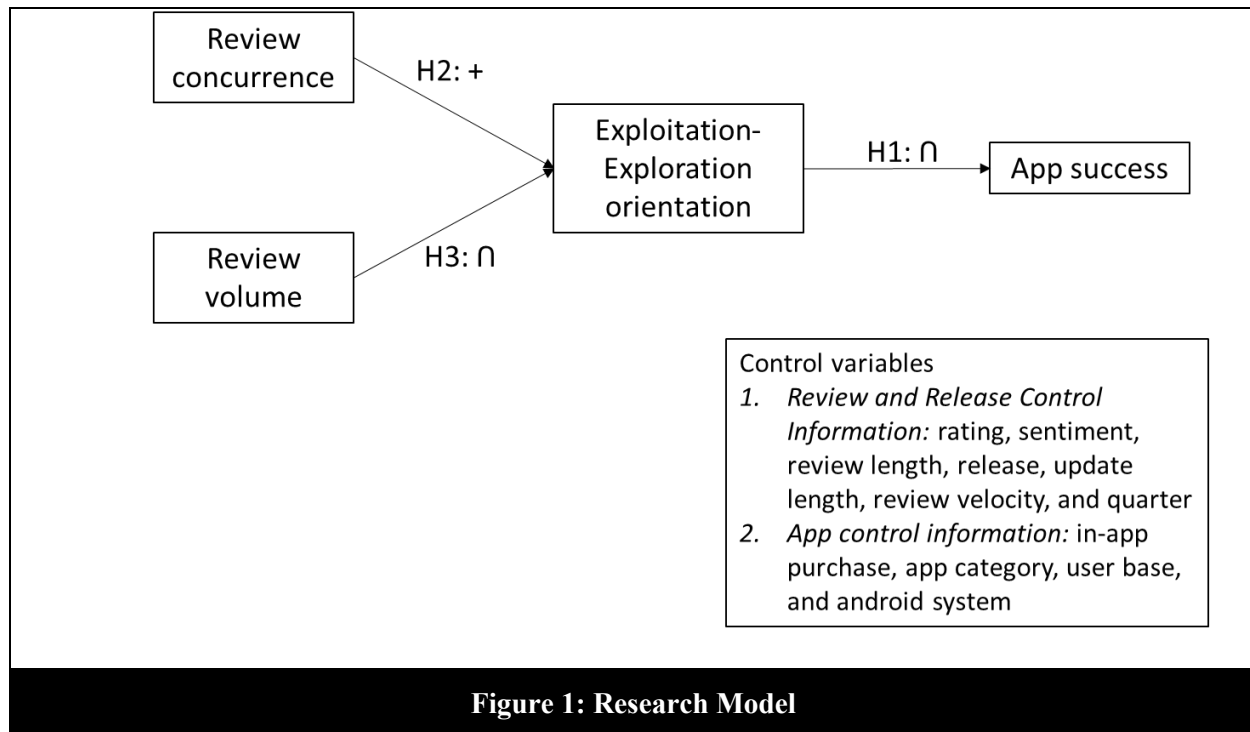 Review
concurrence
H2: +
Exploitation-
Exploration
orientation
H1: ∩
App success
Review
volume
H3: ∩
Control variables
1. Review and Release Control
Information: rating, sentiment,
review length, release, update
length, review velocity, and quarter
2. App control information: in-app
purchase, app category, user base,
and android system
Figure 1: Research Model